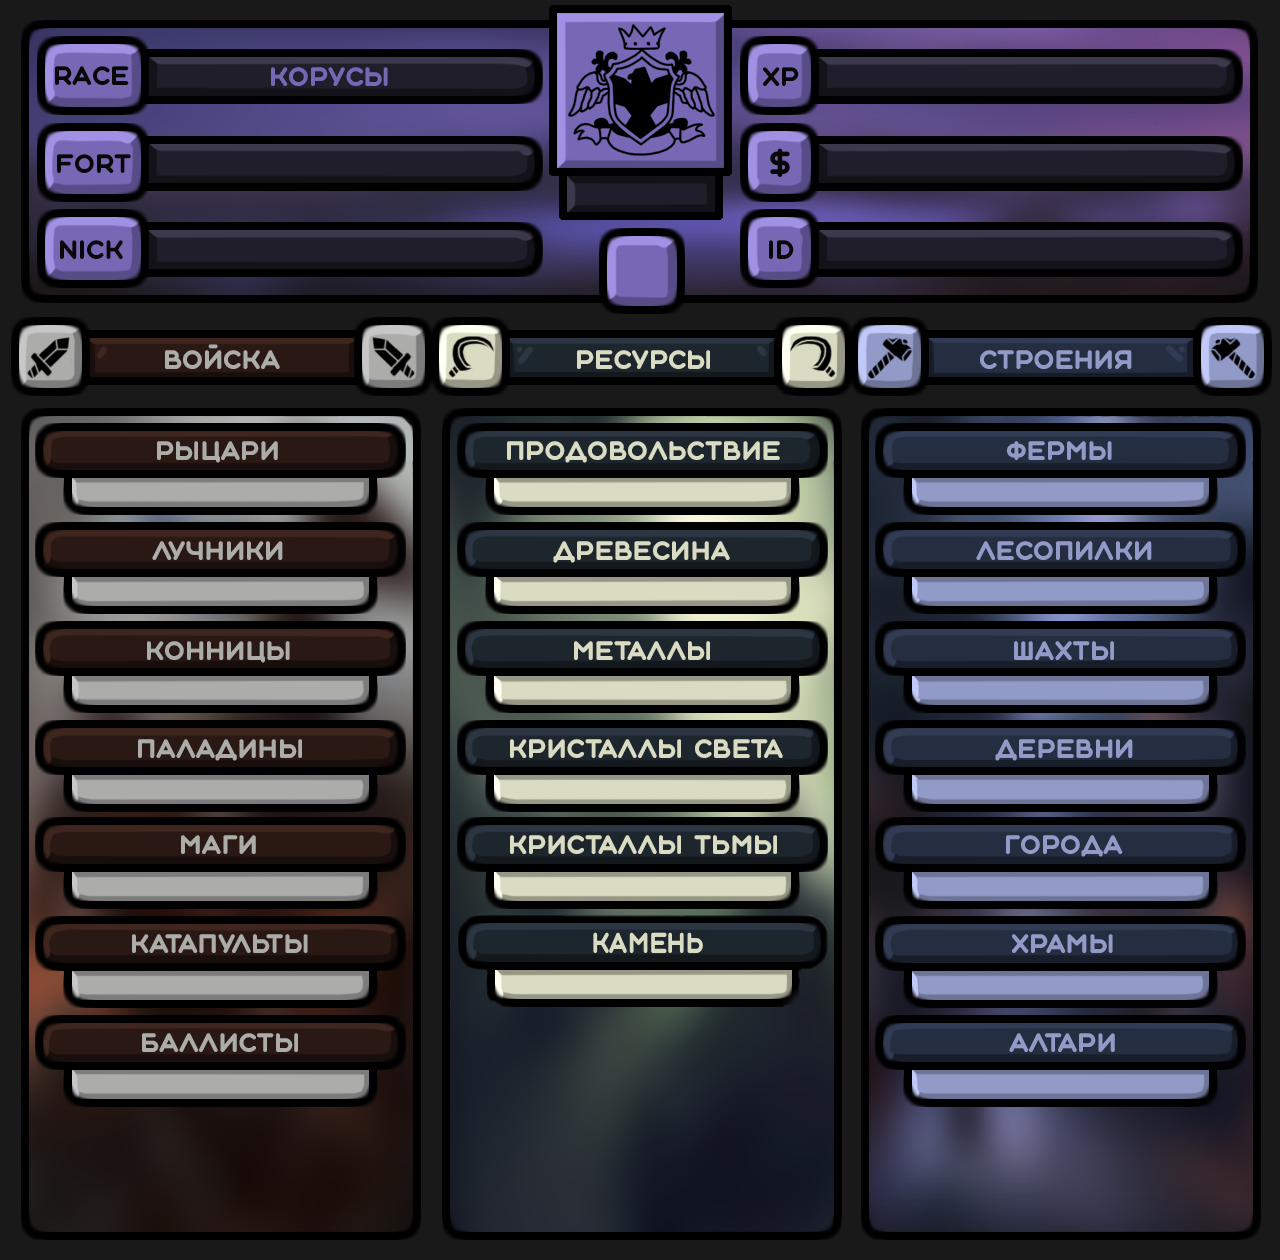 RACE
КОРУСЫ
FORT
NICK
XP
$
ID
ВОЙСКА
РЕСУРСЫ
СТРОЕНИЯ
РЫЦАРИ
ЛУЧНИКИ
КОННИЦЫ
ПАЛАДИНЫ
МАГИ
КАТАПУЛЬТЫ
БАЛЛИСТЫ
ПРОДОВОЛЬСТВИЕ
ДРЕВЕСИНА
МЕТАЛЛЫ
КРИСТАЛЛЫ СВЕТА
КРИСТАЛЛЫ ТЬМЫ
КАМЕНЬ
ФЕРМЫ
ЛЕСОПИЛКИ
ШАХТЫ
ДЕРЕВНИ
ГОРОДА
ХРАМЫ
АЛТАРИ